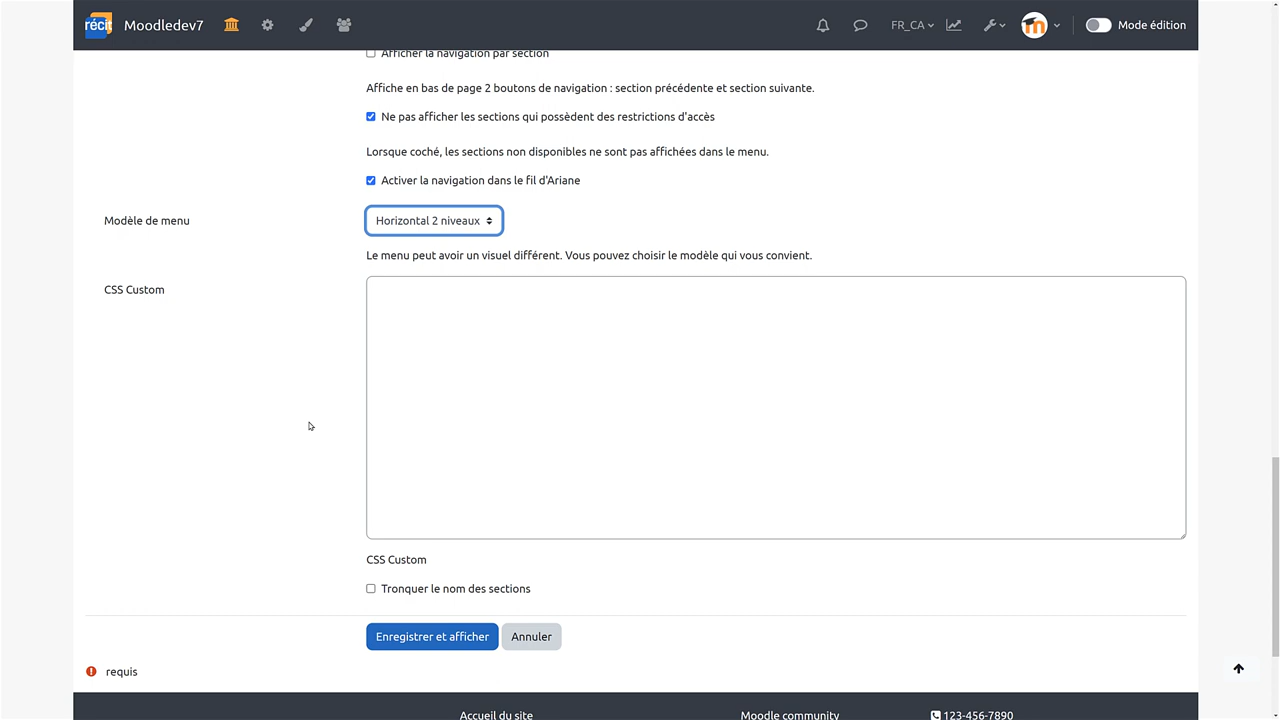 récit Moodledev7 FR_CA Mode édition
Afficher la navigation par section
Affiche en bas de page 2 boutons de navigation : section précédente et section suivante.
Ne pas afficher les sections qui possèdent des restrictions d'accès
Lorsque coché, les sections non disponibles ne sont pas affichées dans le menu.
Activer la navigation dans le fil d'Ariane
Modèle de menu Horizontal 2 niveaux
Le menu peut avoir un visuel différent. Vous pouvez choisir le modèle qui vous convient.
CSS Custom
CSS Custom
Tronquer le nom des sections
Enregistrer et afficher Annuler
requis
Accueil du site Moodle community 123-456-7890